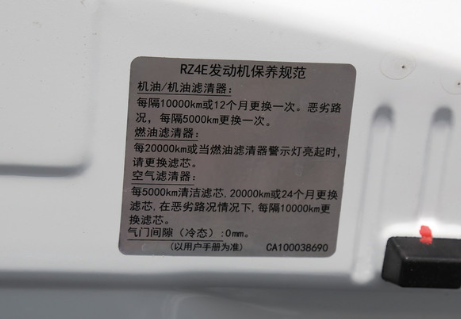 RZ4E发动机保养规范
机油/机油滤清器：
每隔10000km或12个月更换一次。恶劣路
况，每隔5000km更换一次。
燃油滤清器：
每20000km或当燃油滤清器警示灯亮起时，
请更换滤芯。
空气滤清器：
每5000km清洁滤芯，20000km或24个月更换
滤芯，在恶劣路况情况下，每隔10000km更
换滤芯。
气门间隙（冷态）：0mm。
（以用户手册为准） CA100038690